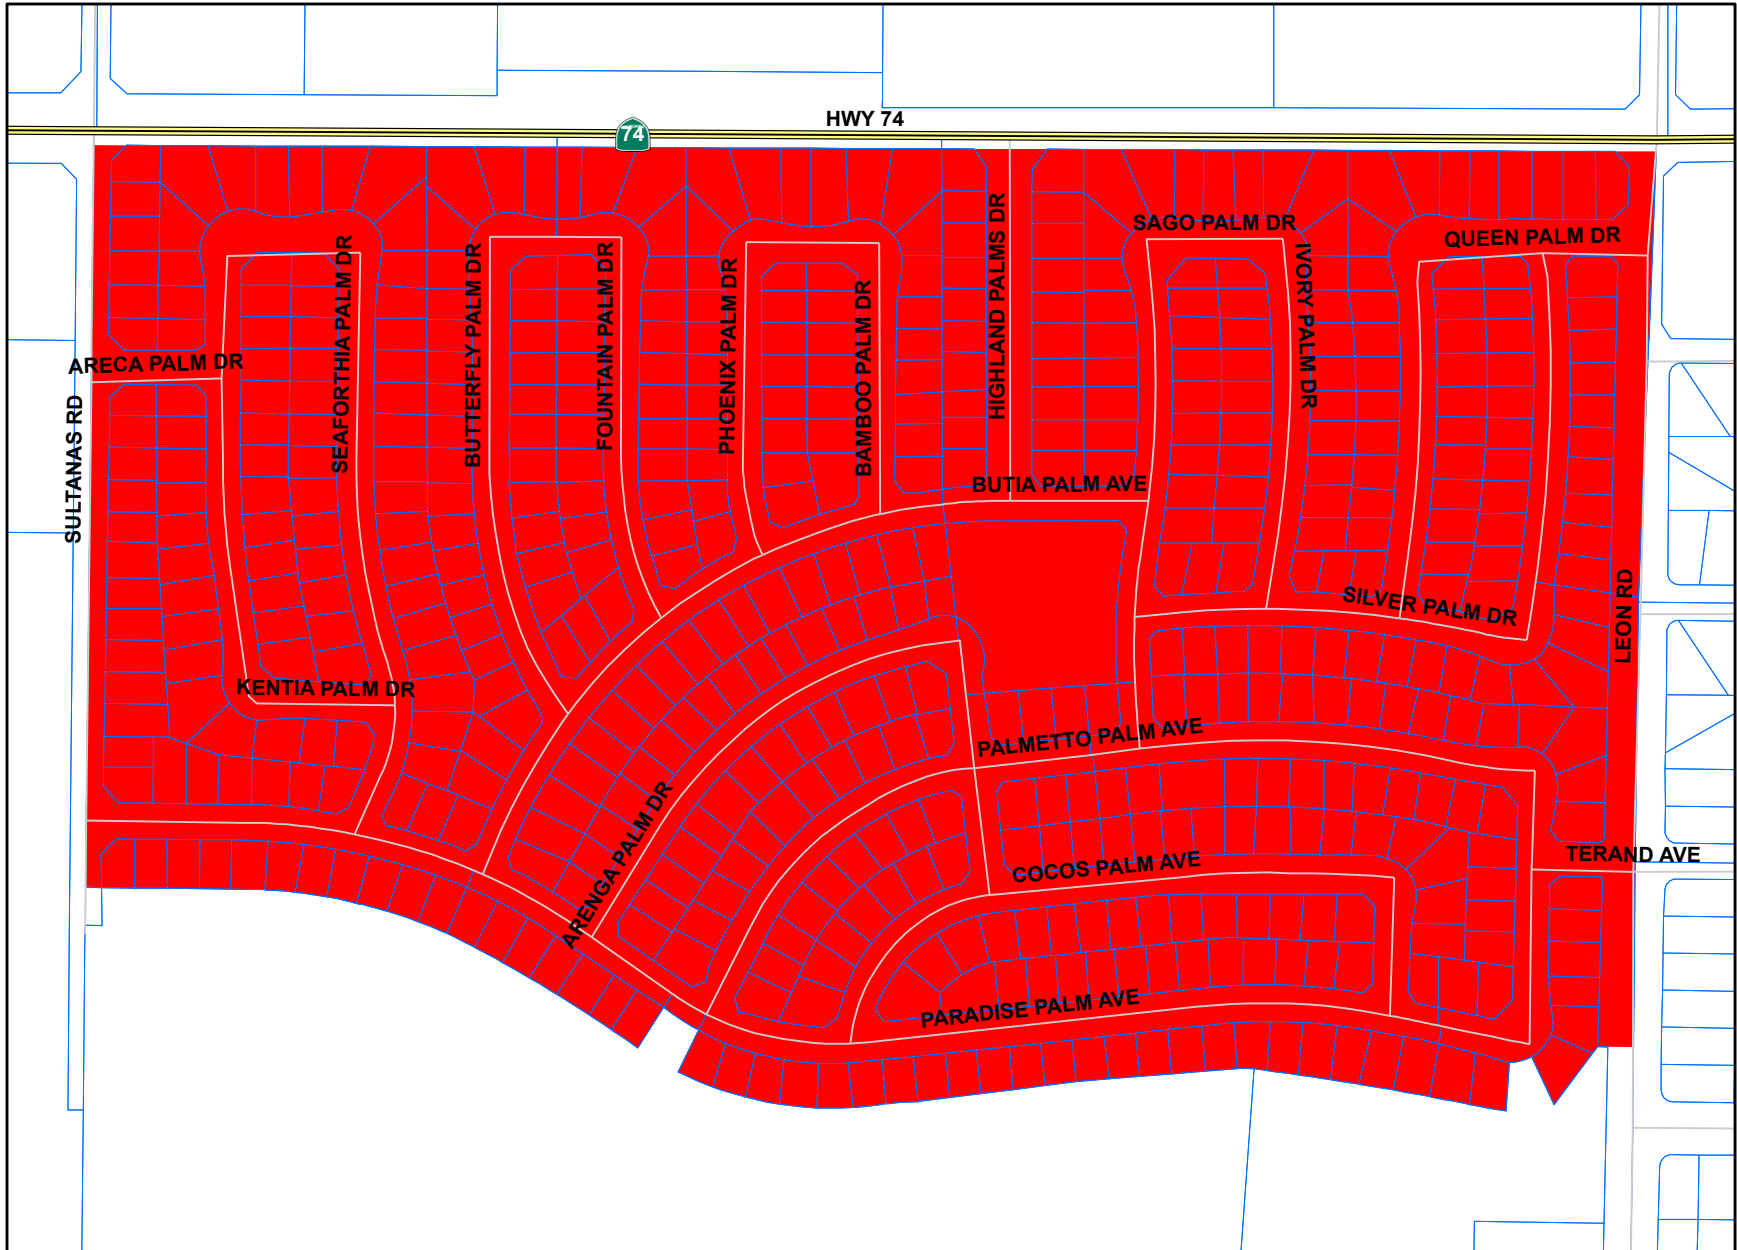 HWY 74
74
SAGO PALM DR
QUEEN PALM DR
HIGHLAND PALMS DR
SEAFORTHIA PALM DR
BUTTERFLY PALM DR
FOUNTAIN PALM DR
PHOENIX PALM DR
BAMBOO PALM DR
IVORY PALM DR
ARECA PALM DR
SULTANAS RD
BUTIA PALM AVE
SILVER PALM DR
LEON RD
KENTIA PALM DR
PALMETTO PALM AVE
ARENGA PALM DR
COCOS PALM AVE
TERAND AVE
PARADISE PALM AVE